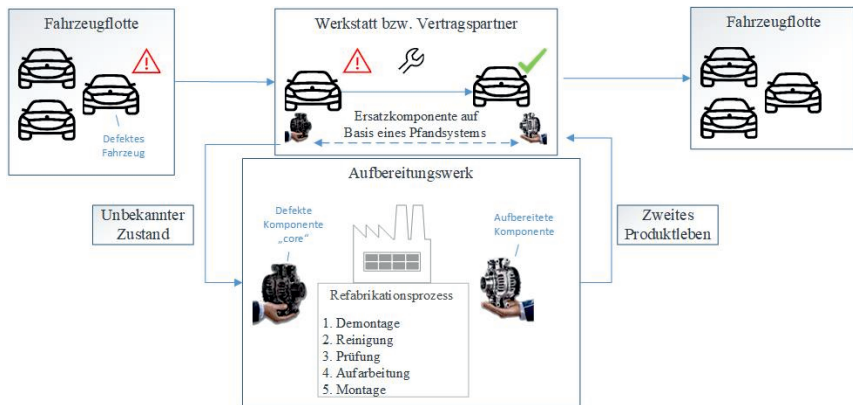 Fahrzeugflotte
Defektes
Fahrzeug
Werkstatt bzw. Vertragspartner
Ersatzkomponente auf
Basis eines Pfandsystems
Fahrzeugflotte
Unbekannter
Zustand
Aufbereitungswerk
Defekte
Komponente
„core“
Aufbereitete
Komponente
Refabrikationsprozess
1. Demontage
2. Reinigung
3. Prüfung
4. Aufarbeitung
5. Montage
Zweites
Produktleben